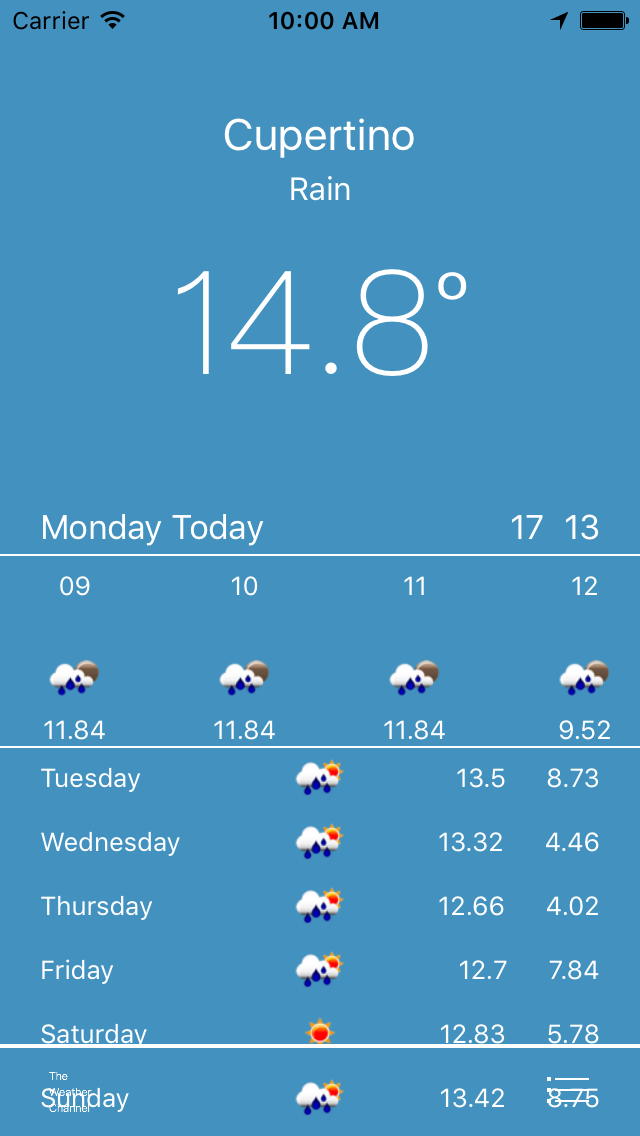 Carrier 10:00 AM
Cupertino
Rain
14.8°
Monday Today 17 13
09 10 11 12
11.84 11.84 11.84 9.52
Tuesday 13.5 8.73
Wednesday 13.32 4.46
Thursday 12.66 4.02
Friday 12.7 7.84
Saturday 12.83 5.78
The
Weather
Channel
Sunday 13.42 8.75